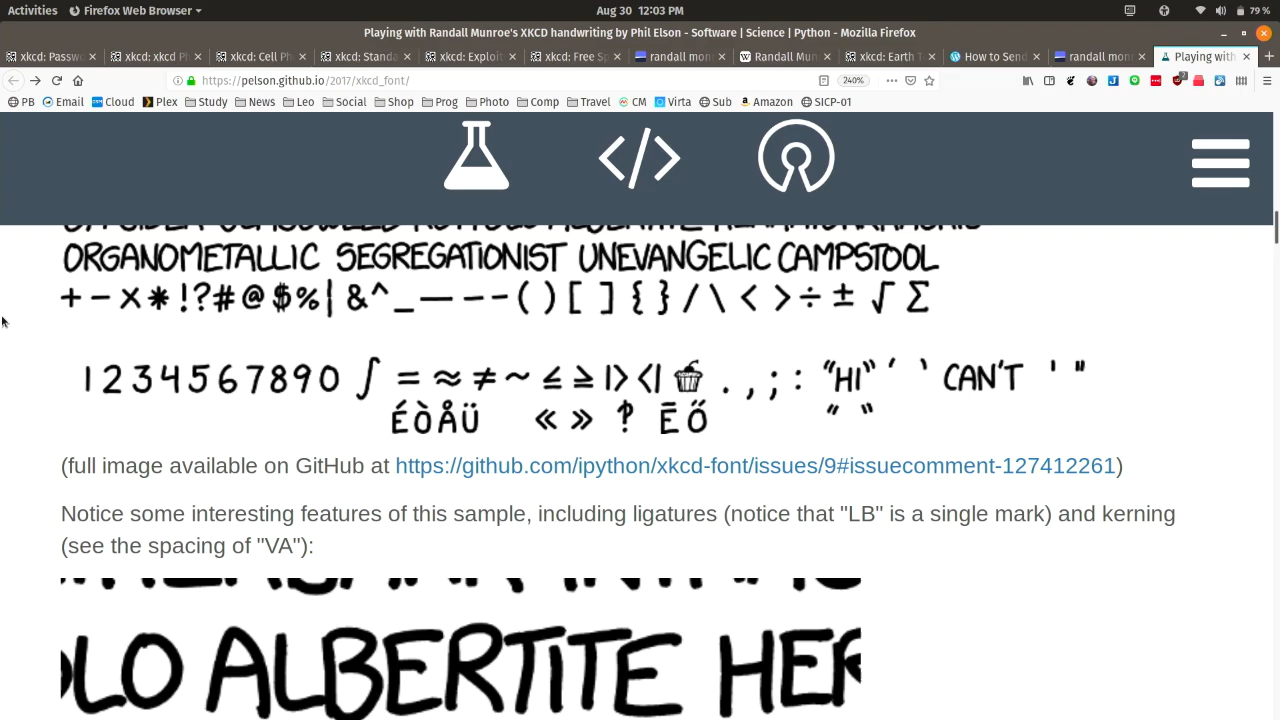 Activities Firefox Web Browser Aug 30 12:03 PM 79 %
Playing with Randall Munroe's XKCD handwriting by Phil Elson - Software | Science | Python - Mozilla Firefox
xkcd: Passw xkcd: xkcd Ph xkcd: Cell Ph xkcd: Standa xkcd: Exploit xkcd: Free Sp randall mon Randall Mun xkcd: Earth T How to Send randall mon Playing with
https://pelson.github.io/2017/xkcd_font/ 240%
PB Email Cloud Plex Study News Leo Social Shop Prog Photo Comp Travel CM Virta Sub Amazon SICP-01
ORGANOMETALLIC SEGREGATIONIST UNEVANGELIC CAMPSTOOL
+ - × * ! ? # @ $ % | & ^ _ — - - - ( ) [ ] { } / \ < > ÷ ± √ Σ
1 2 3 4 5 6 7 8 9 0 ∫ = ≈ ≠ ~ ≤ ≥ |> <| . , ; : “HI” ‘ ‛ CAN'T ' "
É Ò Å Ü « » ‽ Ē Ő “ ”
(full image available on GitHub at https://github.com/ipython/xkcd-font/issues/9#issuecomment-127412261)
Notice some interesting features of this sample, including ligatures (notice that "LB" is a single mark) and kerning
(see the spacing of "VA"):
OLO ALBERTITE HER